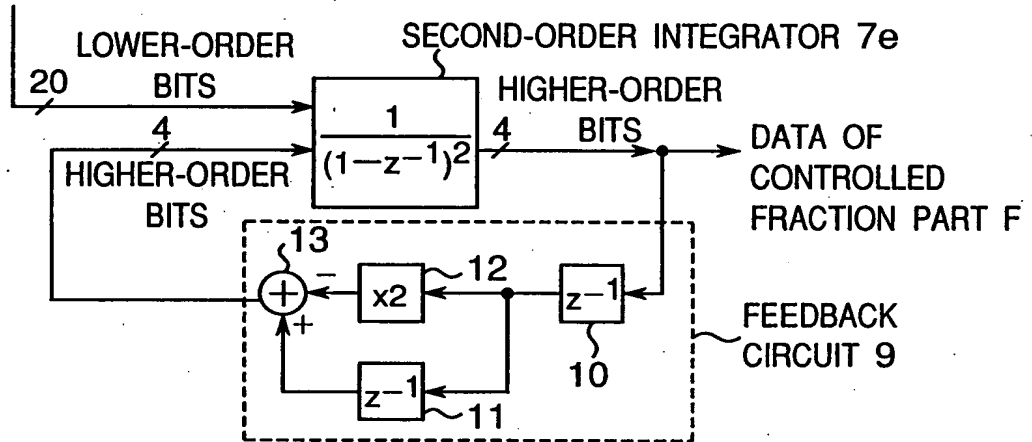 SECOND-ORDER INTEGRATOR 7e
LOWER-ORDER
BITS
20
4
HIGHER-ORDER
BITS
1
(1−z⁻¹)²
HIGHER-ORDER
BITS
4
DATA OF
CONTROLLED
FRACTION PART F
13
−
+
+
12
x2
z⁻¹
10
z⁻¹
11
FEEDBACK
CIRCUIT 9